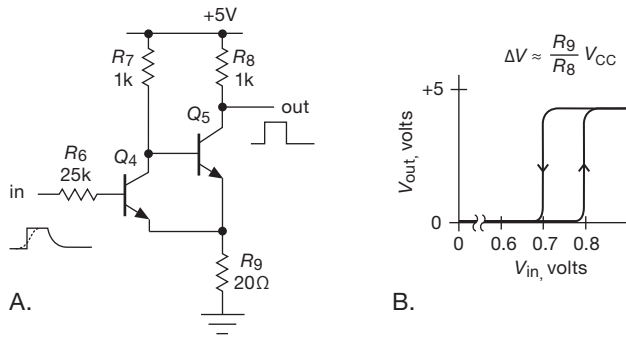 +5V
R7
1k
R8
1k
out
Q5
Q4
R6
25k
in
R9
20Ω
A.
ΔV ≈ R9/R8 VCC
+5
Vout, volts
0
0
0.6
0.7
0.8
Vin, volts
B.